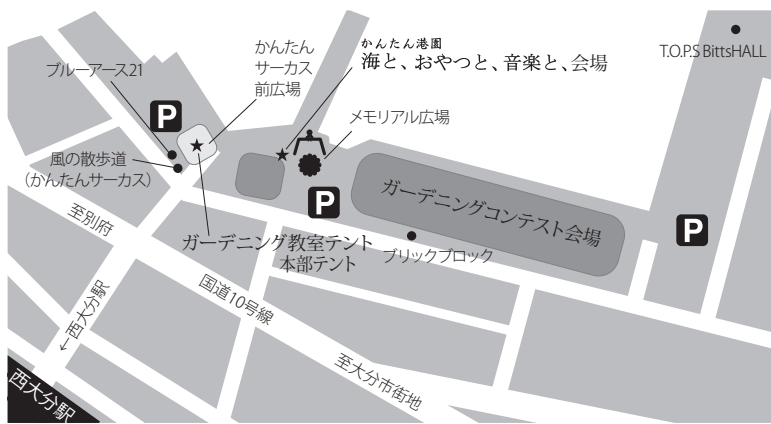 かんたん
サーカス
前広場
かんたん港園
海と、おやつと、音楽と、会場
T.O.P.S BittsHALL
ブルーアース21
P
メモリアル広場
風の散歩道
（かんたんサーカス）
P
ガーデニングコンテスト会場
P
至別府
ガーデニング教室テント
本部テント
ブリックブロック
国道10号線
←西大分駅
至大分市街地
西大分駅